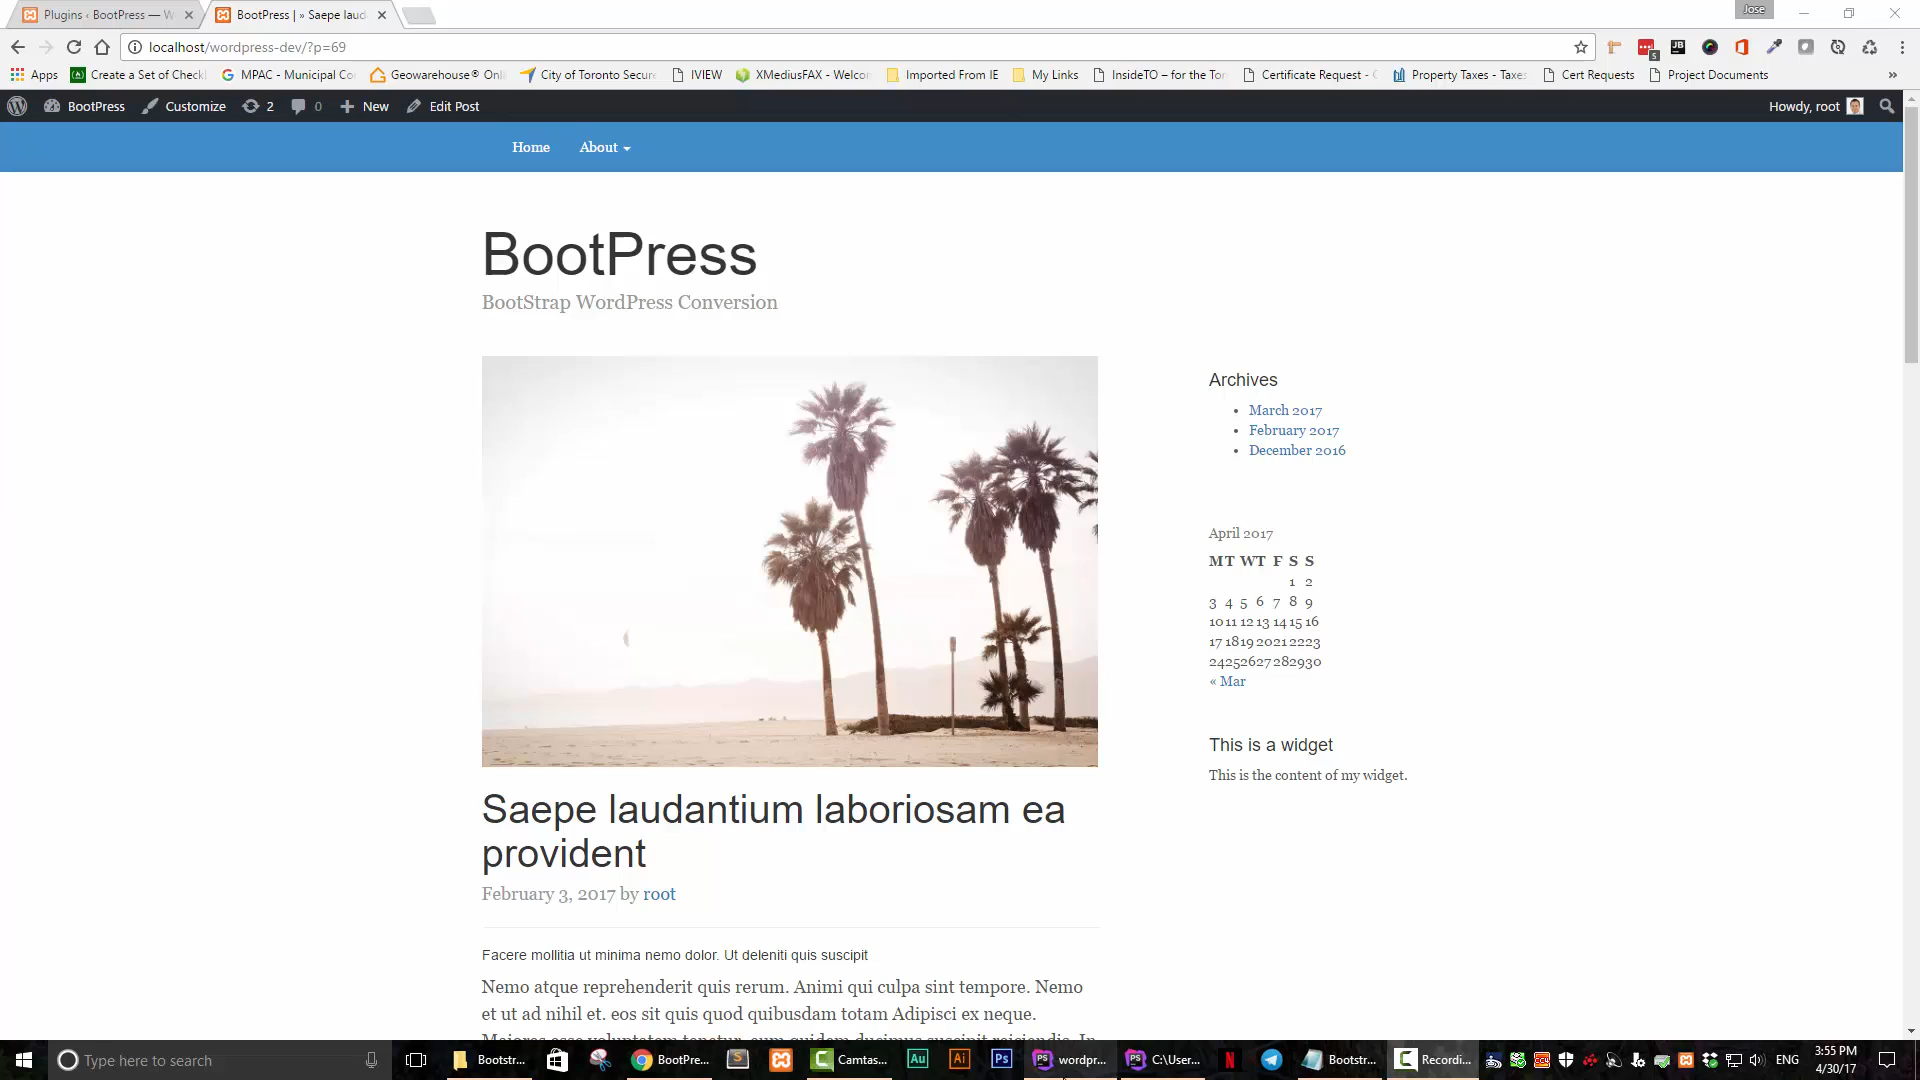 Plugins ‹ BootPress — W
BootPress | » Saepe laud
Jose
localhost/wordpress-dev/?p=69
Apps
Create a Set of Check
MPAC - Municipal Co
Geowarehouse® Onl
City of Toronto Secure
IVIEW
XMediusFAX - Welco
Imported From IE
My Links
InsideTO – for the To
Certificate Request -
Property Taxes - Taxe
Cert Requests
Project Documents
»
BootPress
Customize
2
0
New
Edit Post
Howdy, root
Home
About
BootPress
BootStrap WordPress Conversion
Archives
March 2017
February 2017
December 2016
April 2017
M T W T F S S
1 2
3 4 5 6 7 8 9
10 11 12 13 14 15 16
17 18 19 20 21 22 23
24 25 26 27 28 29 30
« Mar
This is a widget
This is the content of my widget.
Saepe laudantium laboriosam ea
provident
February 3, 2017 by root
Facere mollitia ut minima nemo dolor. Ut deleniti quis suscipit
Nemo atque reprehenderit quis rerum. Animi qui culpa sint tempore. Nemo
et ut ad nihil et. eos sit quis quod quibusdam totam Adipisci ex neque.
Type here to search
Bootstr...
BootPre...
Camtas...
Au
Ai
Ps
wordpr...
C:\User...
Bootstr...
Recordi...
ENG
3:55 PM
4/30/17